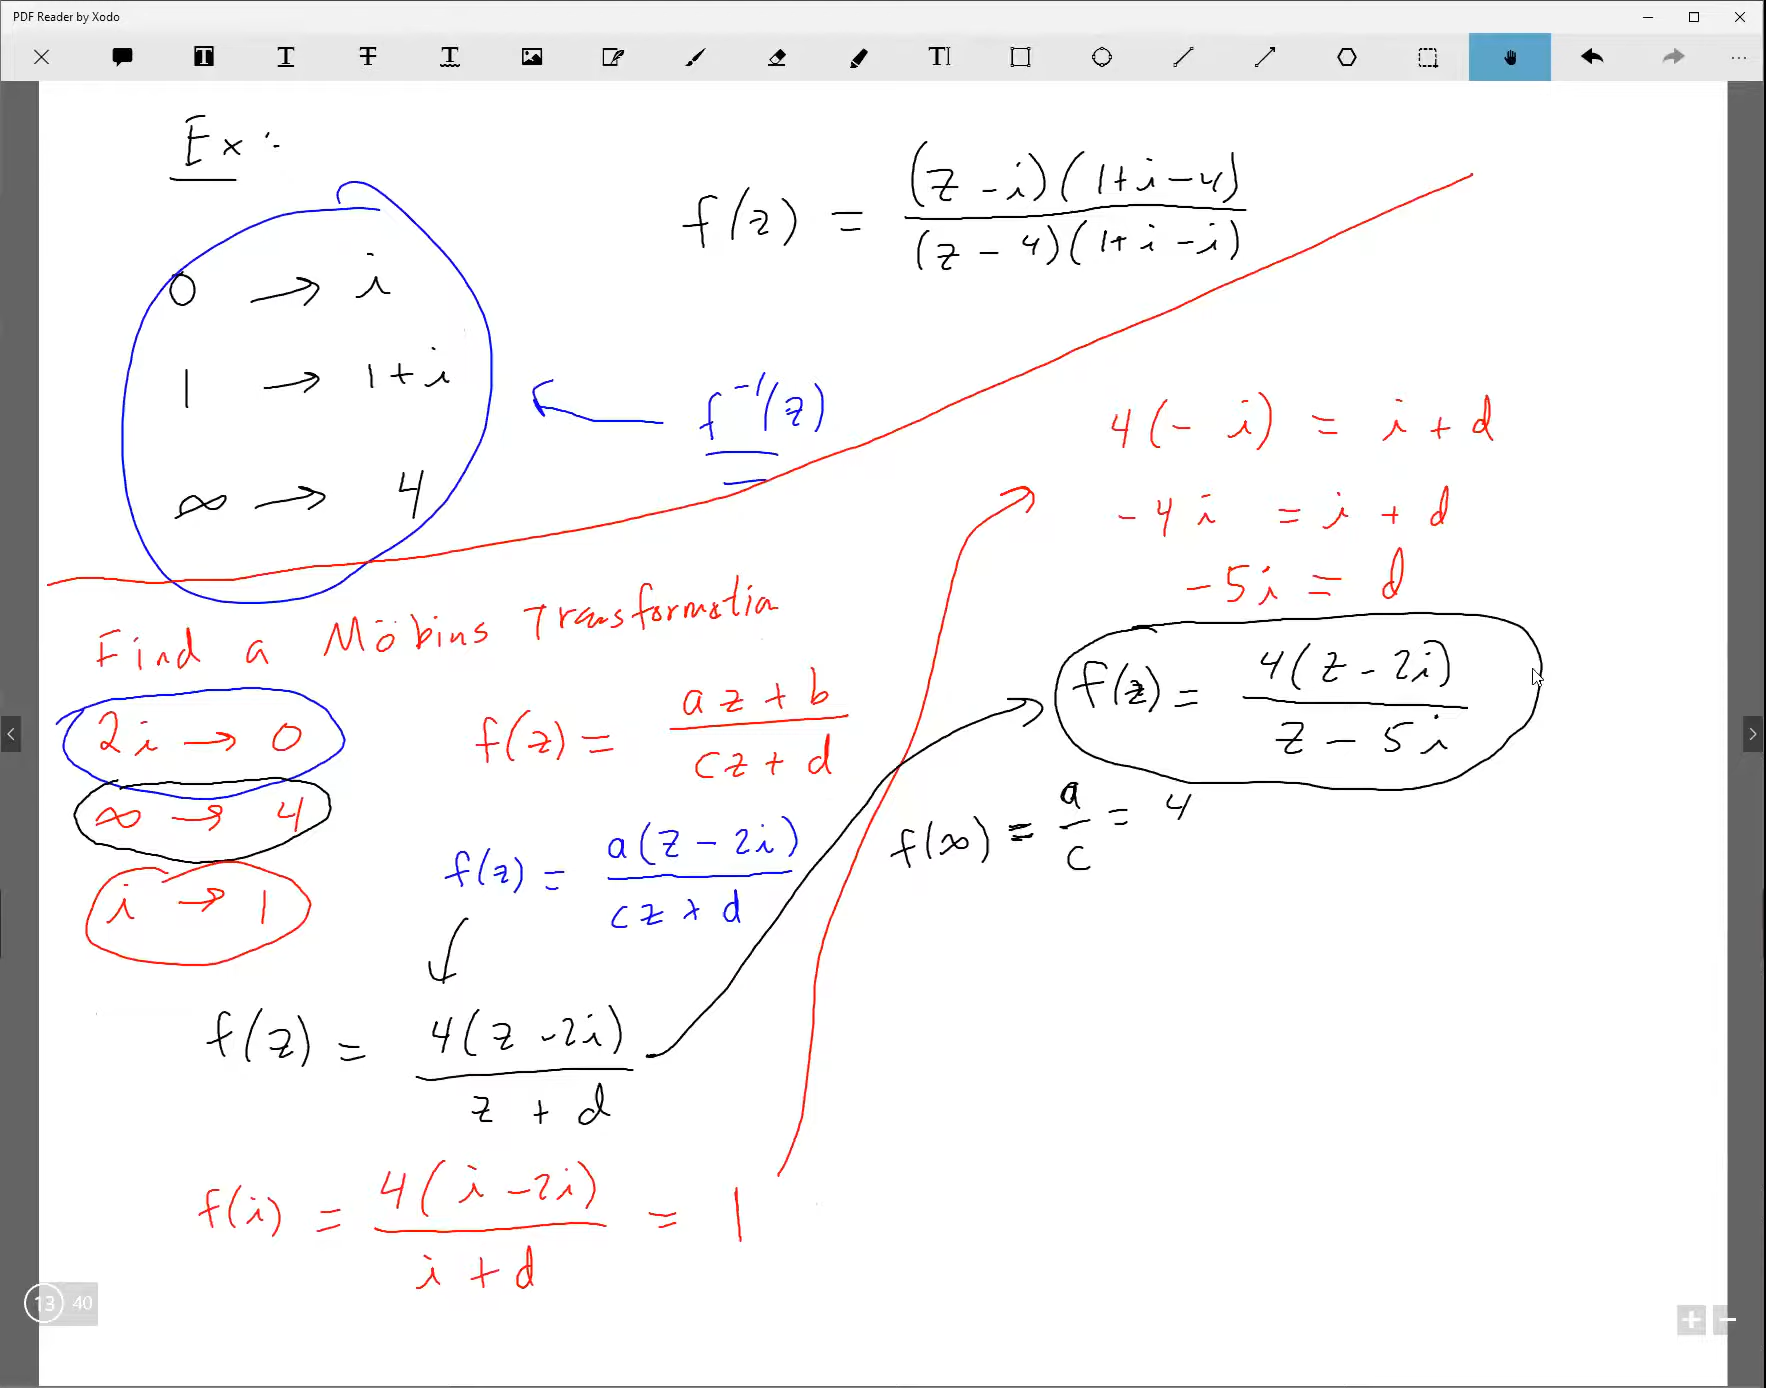 PDF Reader by Xodo
Ex:
f(z) = (z - i)(1+i-4) / (z - 4)(1+i-i)
0 → i
1 → 1+i
∞ → 4
f⁻¹(z)
4(- i) = i + d
-4i = i + d
-5i = d
f(z) = 4(z - 2i) / z - 5i
f(∞) = a/c = 4
Find a Möbius Transformation
2i → 0
∞ → 4
i → 1
f(z) = az + b / cz + d
f(z) = a(z - 2i) / cz + d
f(z) = 4(z - 2i) / z + d
f(i) = 4(i - 2i) / i + d = 1
13 40